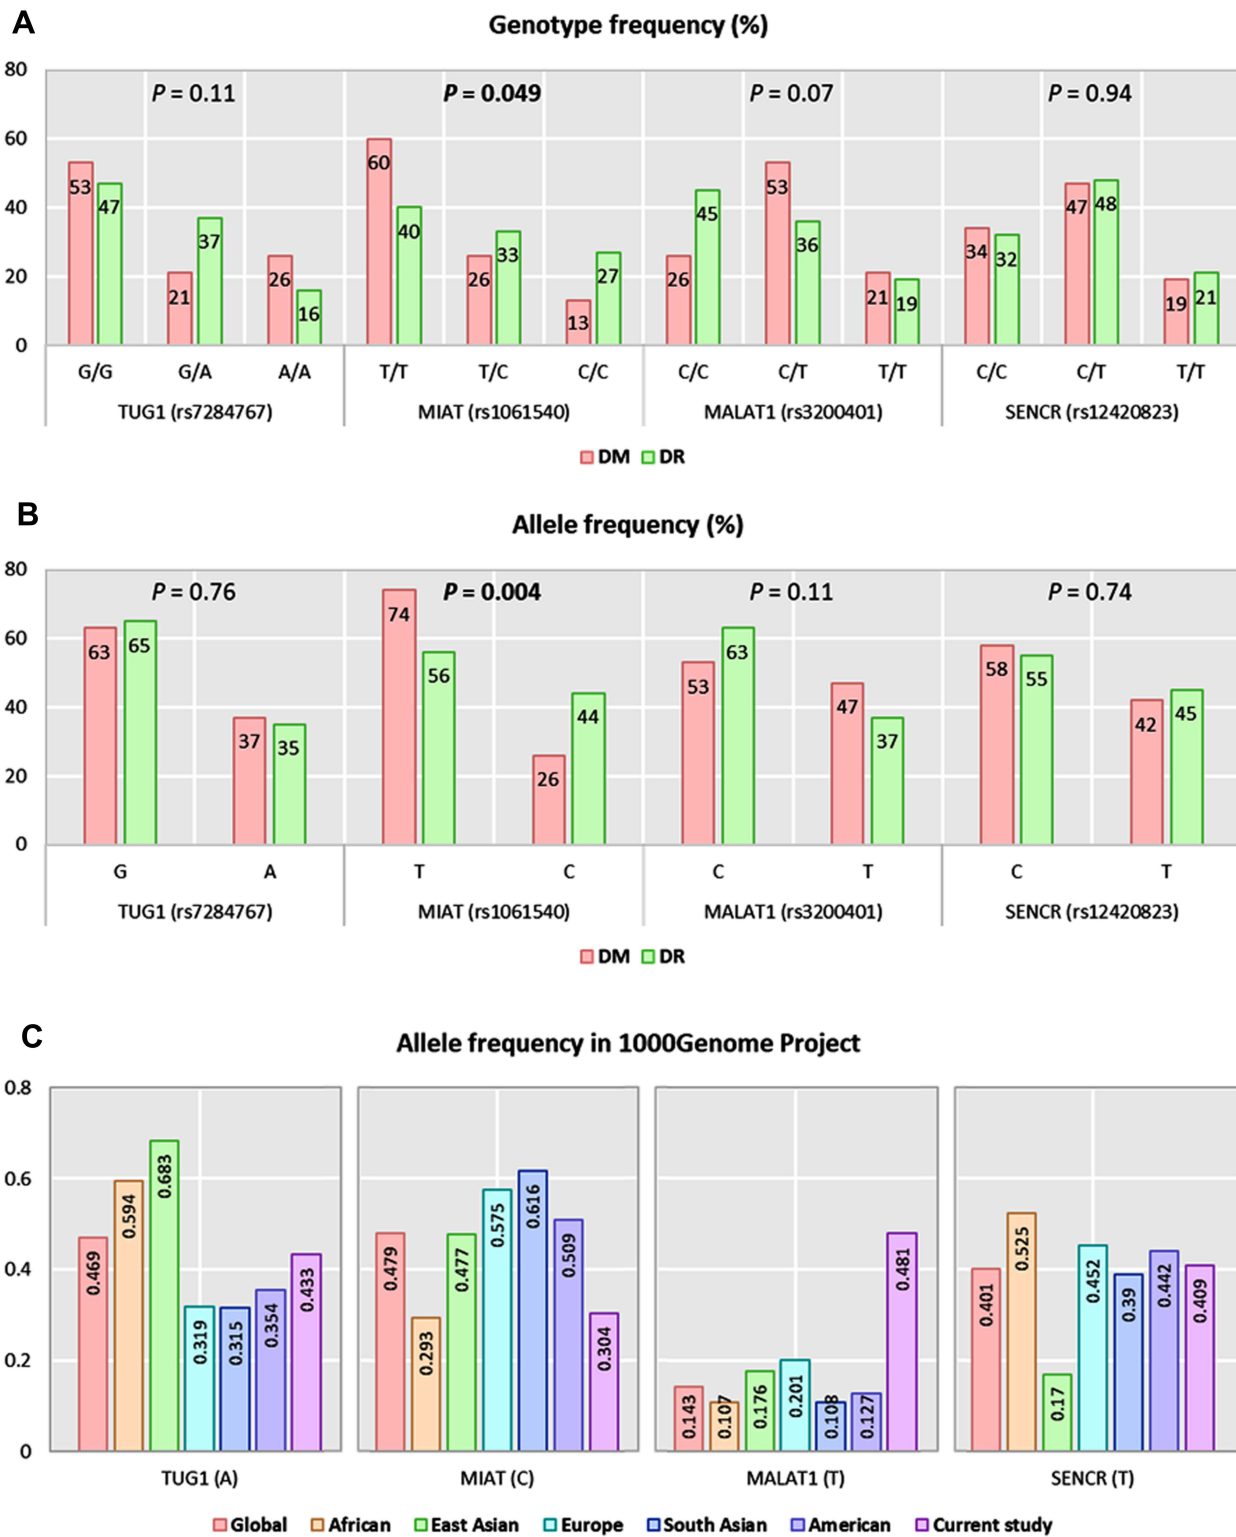 A
Genotype frequency (%)
80
60
40
20
0
P = 0.11
P = 0.049
P = 0.07
P = 0.94
53 47 21 37 26 16 60 40 26 33 13 27 26 45 53 36 21 19 34 32 47 48 19 21
G/G G/A A/A T/T T/C C/C C/C C/T T/T C/C C/T T/T
TUG1 (rs7284767) MIAT (rs1061540) MALAT1 (rs3200401) SENCR (rs12420823)
DM DR
B
Allele frequency (%)
80
60
40
20
0
P = 0.76
P = 0.004
P = 0.11
P = 0.74
63 65 37 35 74 56 26 44 53 63 47 37 58 55 42 45
G A T C C T C T
TUG1 (rs7284767) MIAT (rs1061540) MALAT1 (rs3200401) SENCR (rs12420823)
DM DR
C
Allele frequency in 1000Genome Project
0.8
0.6
0.4
0.2
0
0.469 0.594 0.683 0.319 0.315 0.354 0.433
0.479 0.293 0.477 0.575 0.616 0.509 0.304
0.143 0.107 0.176 0.201 0.108 0.127 0.481
0.401 0.525 0.17 0.452 0.39 0.442 0.409
TUG1 (A) MIAT (C) MALAT1 (T) SENCR (T)
Global African East Asian Europe South Asian American Current study